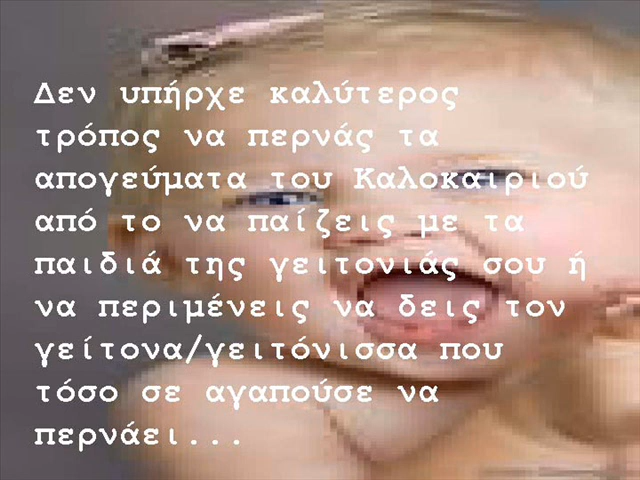 Δεν υπήρχε καλύτερος
τρόπος να περνάς τα
απογεύματα του Καλοκαιριού
από το να παίζεις με τα
παιδιά της γειτονιάς σου ή
να περιμένεις να δεις τον
γείτονα/γειτόνισσα που
τόσο σε αγαπούσε να
περνάει...